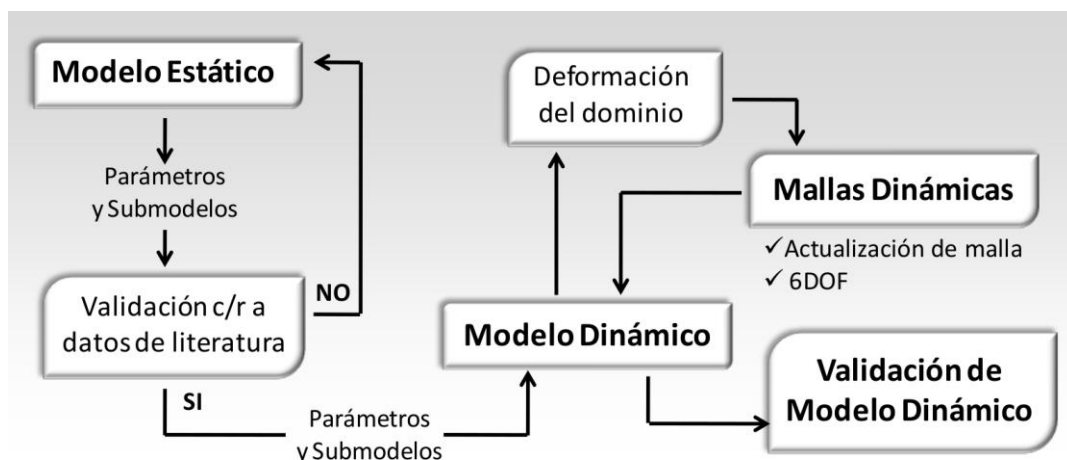 Modelo Estático
Parámetros
y Submodelos
Validación c/r a
datos de literatura
NO
SI
Parámetros
y Submodelos
Modelo Dinámico
Deformación
del dominio
Mallas Dinámicas
✓Actualización de malla
✓ 6DOF
Validación de
Modelo Dinámico